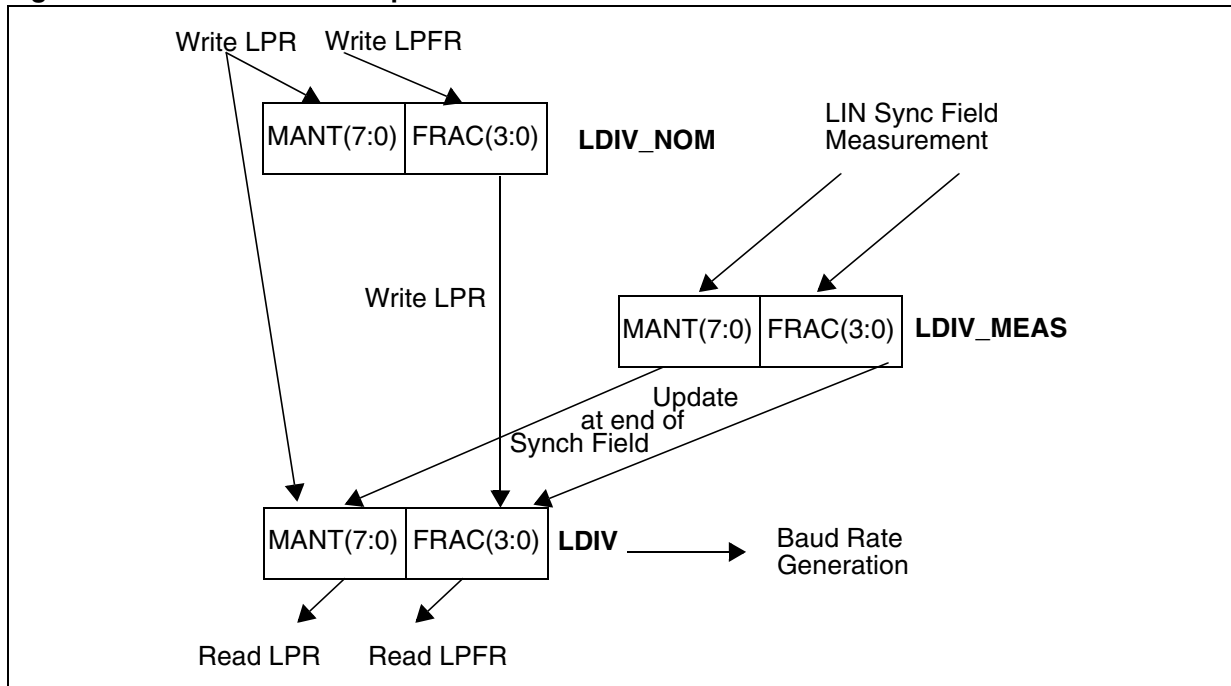 Write LPR Write LPFR
MANT(7:0) FRAC(3:0) LDIV_NOM
LIN Sync Field
Measurement
Write LPR
MANT(7:0) FRAC(3:0) LDIV_MEAS
Update
at end of
Synch Field
MANT(7:0) FRAC(3:0) LDIV
Baud Rate
Generation
Read LPR Read LPFR